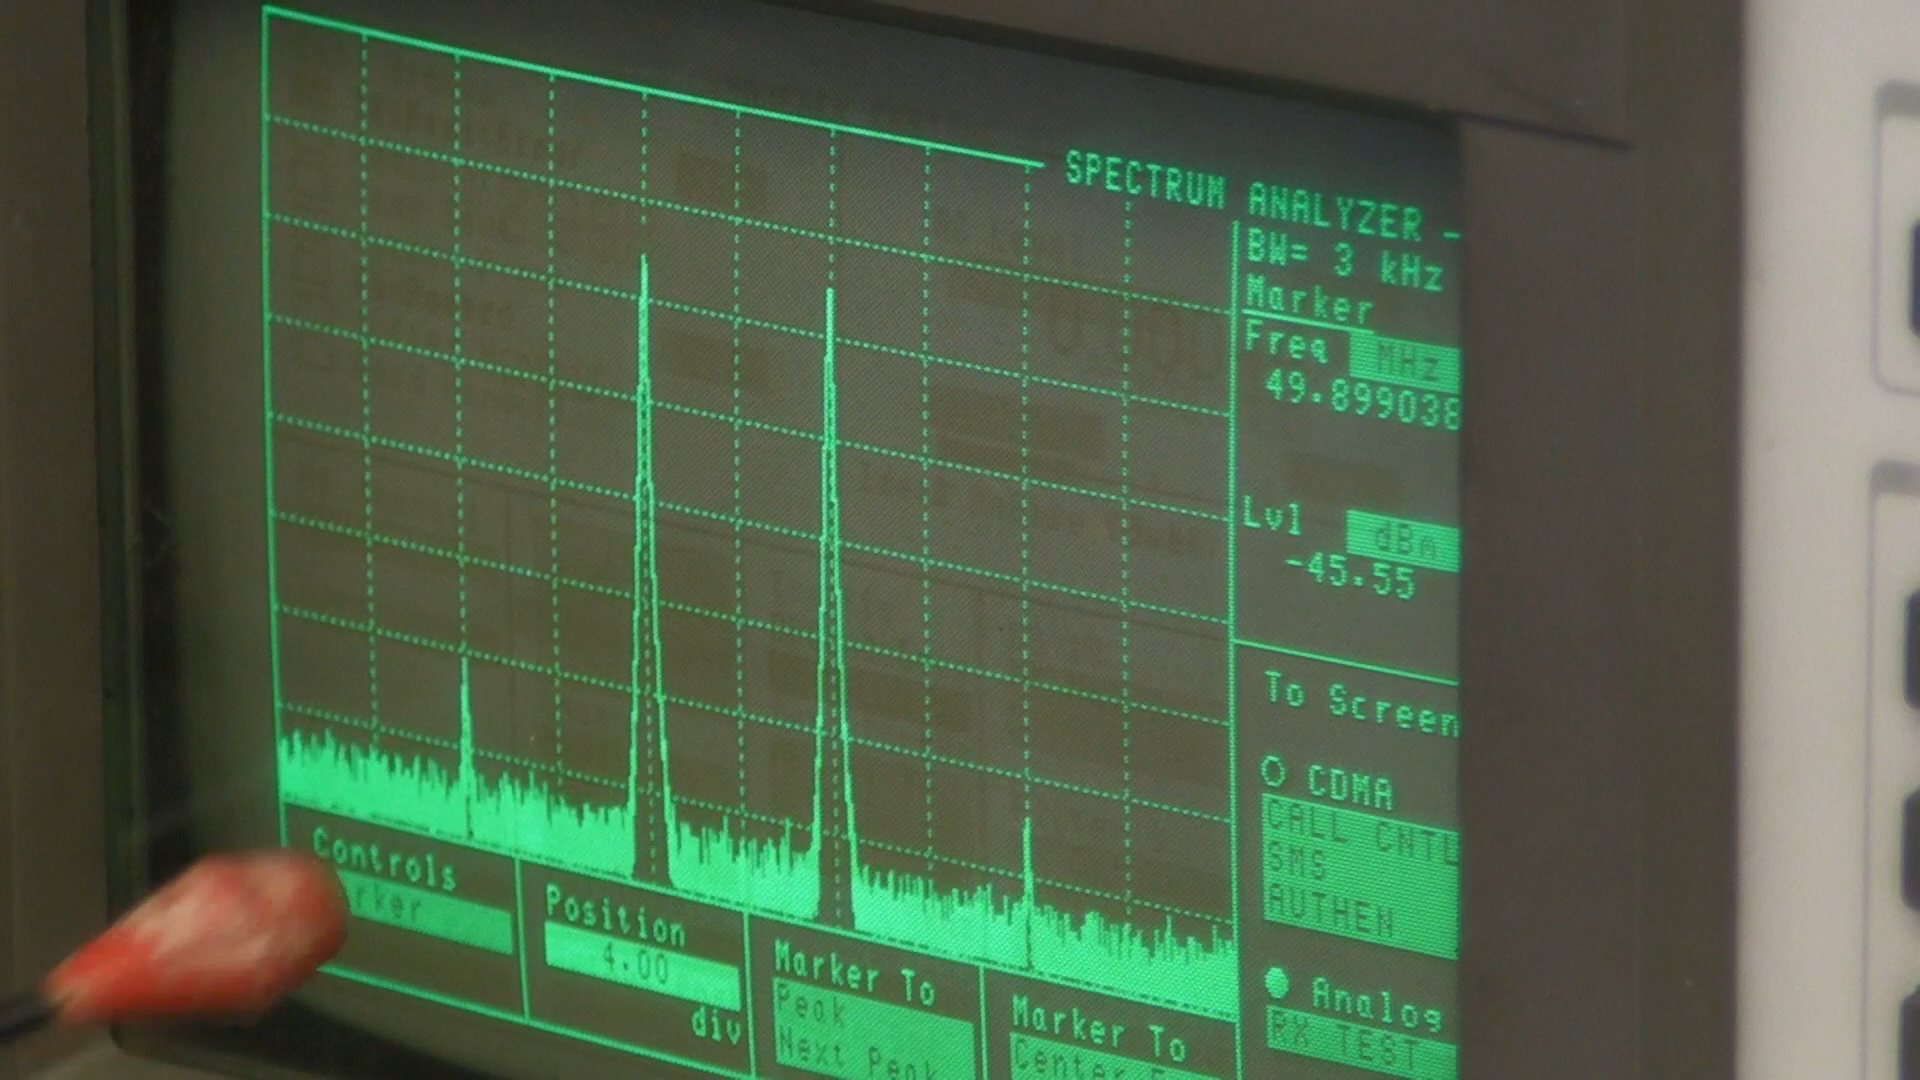 SPECTRUM ANALYZER -
BW= 3 kHz
Marker
Freq MHz
49.899038
Lvl dBm
-45.55
To Screen
CDMA
CALL CNTL
SMS
AUTHEN
Analog
RX TEST
Controls
Position
4.00
div
Marker To
Peak
Next Peak
Marker To
Center